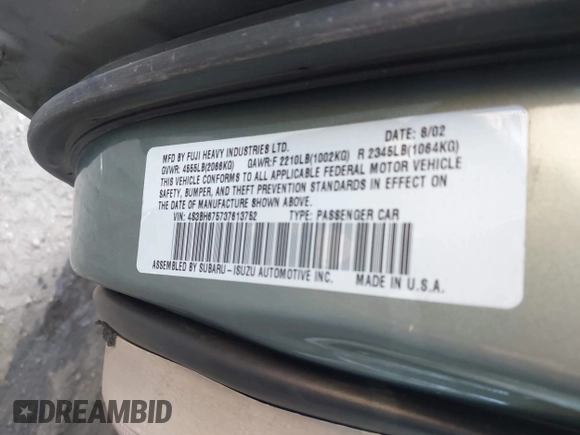 MFD BY FUJI HEAVY INDUSTRIES LTD. DATE: 8/02
GVWR: 4555LB(2066KG) GAWR:F 2210LB(1002KG) R 2345LB(1064KG)
THIS VEHICLE CONFORMS TO ALL APPLICABLE FEDERAL MOTOR VEHICLE
SAFETY, BUMPER, AND THEFT PREVENTION STANDARDS IN EFFECT ON
THE DATE OF MANUFACTURE SHOWN ABOVE.
VIN: 4S3BH675737613752 TYPE: PASSENGER CAR
ASSEMBLED BY SUBARU-ISUZU AUTOMOTIVE INC. MADE IN U.S.A.
DREAMBID